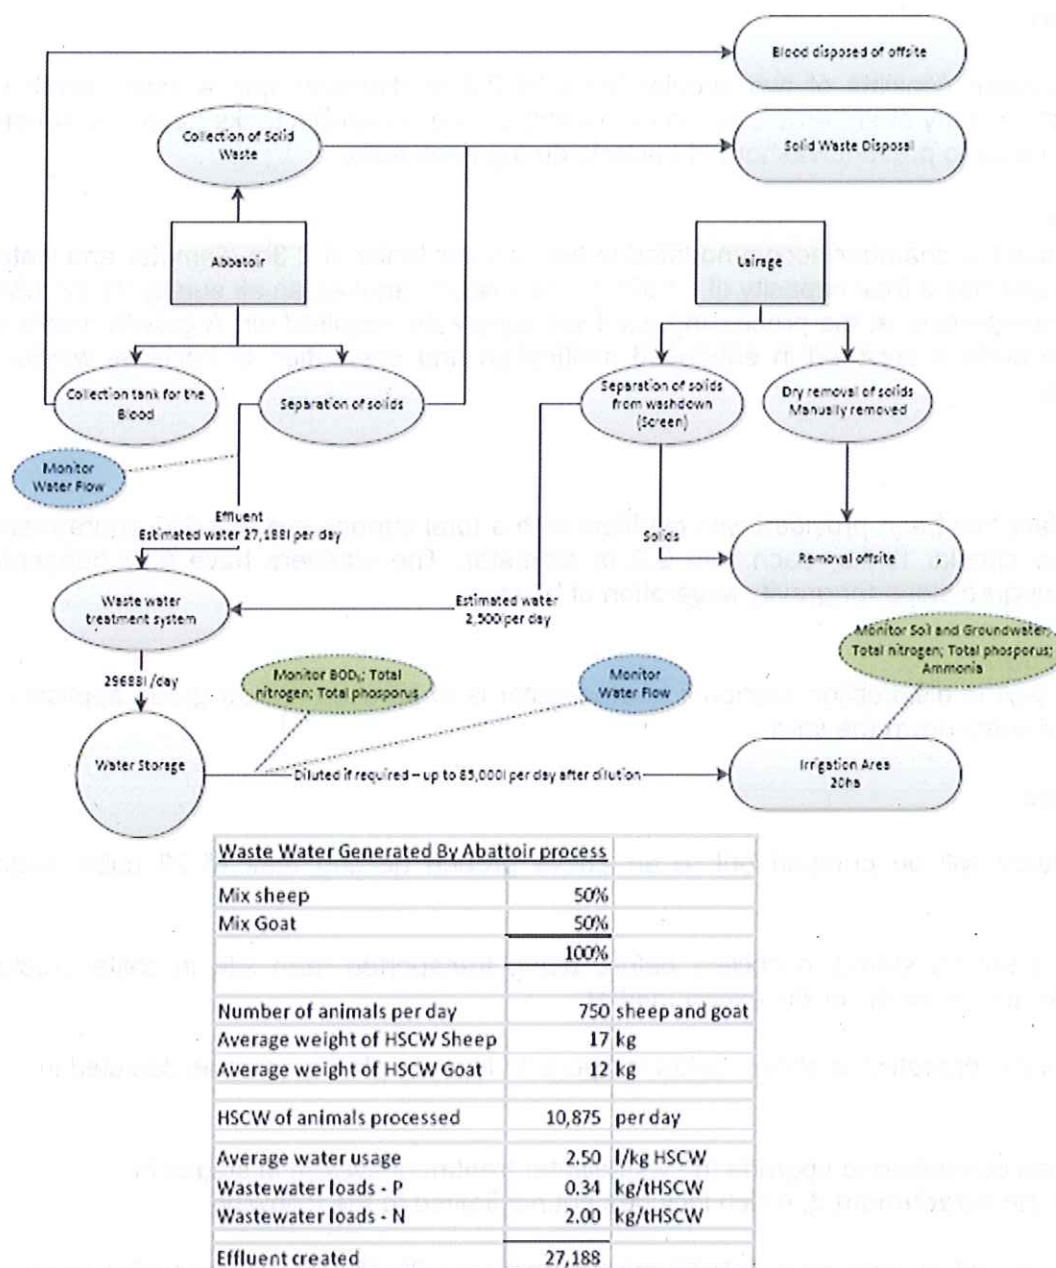 Blood disposed of offsite
Collection of Solid
Waste
Solid Waste Disposal
Abbatoir
Lairage
Collection tank for the
Blood
Separation of solids
Separation of solids
from washdown
(Screen)
Dry removal of solids
Manually removed
Monitor
Water Flow
Effluent
Estimated water 27,188l per day
Solids
Removed offsite
Waste water
treatment system
Estimated water
2,500 per day
Monitor Soil and Groundwater;
Total nitrogen; Total phosporus;
Ammonia
29688l /day
Monitor BOD₅; Total
nitrogen; Total phosporus
Monitor
Water Flow
Water Storage
Diluted if required – up to 85,000l per day after dilution
Irrigation Area
20ha
Waste Water Generated By Abattoir process
Mix sheep 50%
Mix Goat 50%
100%
Number of animals per day 750 sheep and goat
Average weight of HSCW Sheep 17 kg
Average weight of HSCW Goat 12 kg
HSCW of animals processed 10,875 per day
Average water usage 2.50 l/kg HSCW
Wastewater loads - P 0.34 kg/tHSCW
Wastewater loads - N 2.00 kg/tHSCW
Effluent created 27,188